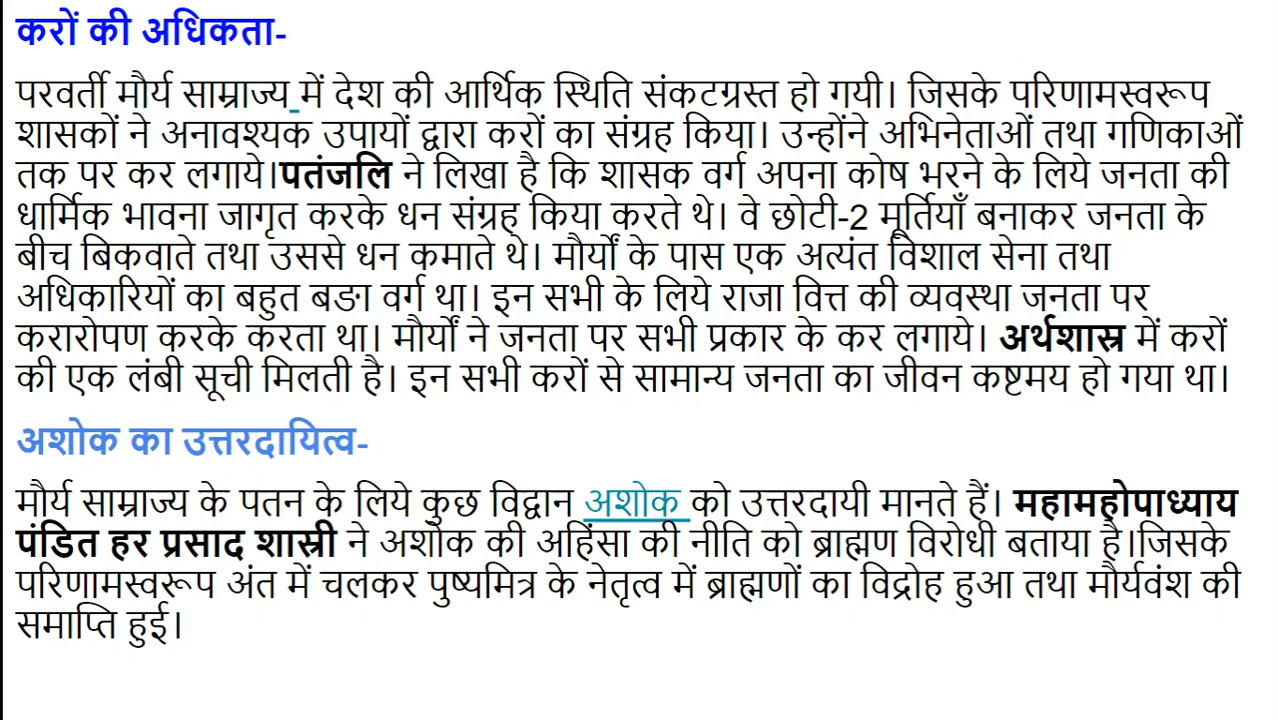 करों की अधिकता-
परवर्ती मौर्य साम्राज्य में देश की आर्थिक स्थिति संकटग्रस्त हो गयी। जिसके परिणामस्वरूप
शासकों ने अनावश्यक उपायों द्वारा करों का संग्रह किया। उन्होंने अभिनेताओं तथा गणिकाओं
तक पर कर लगाये।पतंजलि ने लिखा है कि शासक वर्ग अपना कोष भरने के लिये जनता की
धार्मिक भावना जागृत करके धन संग्रह किया करते थे। वे छोटी-2 मूर्तियाँ बनाकर जनता के
बीच बिकवाते तथा उससे धन कमाते थे। मौर्यों के पास एक अत्यंत विशाल सेना तथा
अधिकारियों का बहुत बङा वर्ग था। इन सभी के लिये राजा वित्त की व्यवस्था जनता पर
करारोपण करके करता था। मौर्यों ने जनता पर सभी प्रकार के कर लगाये। अर्थशास्र में करों
की एक लंबी सूची मिलती है। इन सभी करों से सामान्य जनता का जीवन कष्टमय हो गया था।
अशोक का उत्तरदायित्व-
मौर्य साम्राज्य के पतन के लिये कुछ विद्वान अशोक को उत्तरदायी मानते हैं। महामहोपाध्याय
पंडित हर प्रसाद शास्री ने अशोक की अहिंसा की नीति को ब्राह्मण विरोधी बताया है।जिसके
परिणामस्वरूप अंत में चलकर पुष्यमित्र के नेतृत्व में ब्राह्मणों का विद्रोह हुआ तथा मौर्यवंश की
समाप्ति हुई।